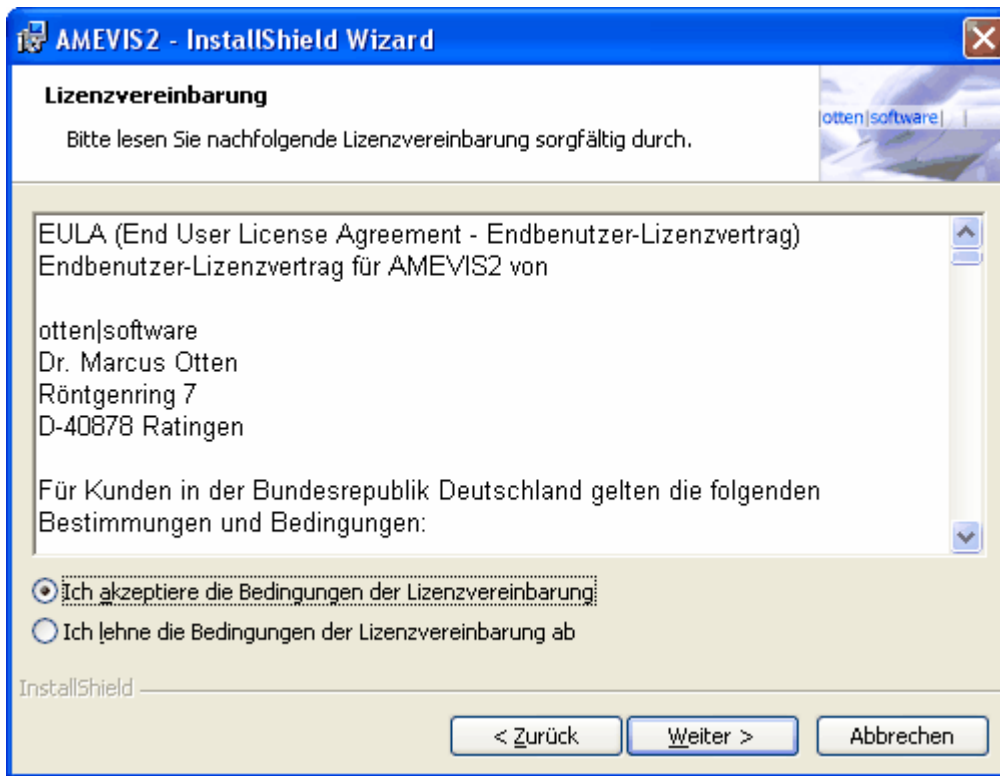 AMEVIS2 - InstallShield Wizard
Lizenzvereinbarung
Bitte lesen Sie nachfolgende Lizenzvereinbarung sorgfältig durch.
|otten|software| |
EULA (End User License Agreement - Endbenutzer-Lizenzvertrag)
Endbenutzer-Lizenzvertrag für AMEVIS2 von
otten|software
Dr. Marcus Otten
Röntgenring 7
D-40878 Ratingen
Für Kunden in der Bundesrepublik Deutschland gelten die folgenden
Bestimmungen und Bedingungen:
Ich akzeptiere die Bedingungen der Lizenzvereinbarung
Ich lehne die Bedingungen der Lizenzvereinbarung ab
InstallShield
< Zurück Weiter > Abbrechen